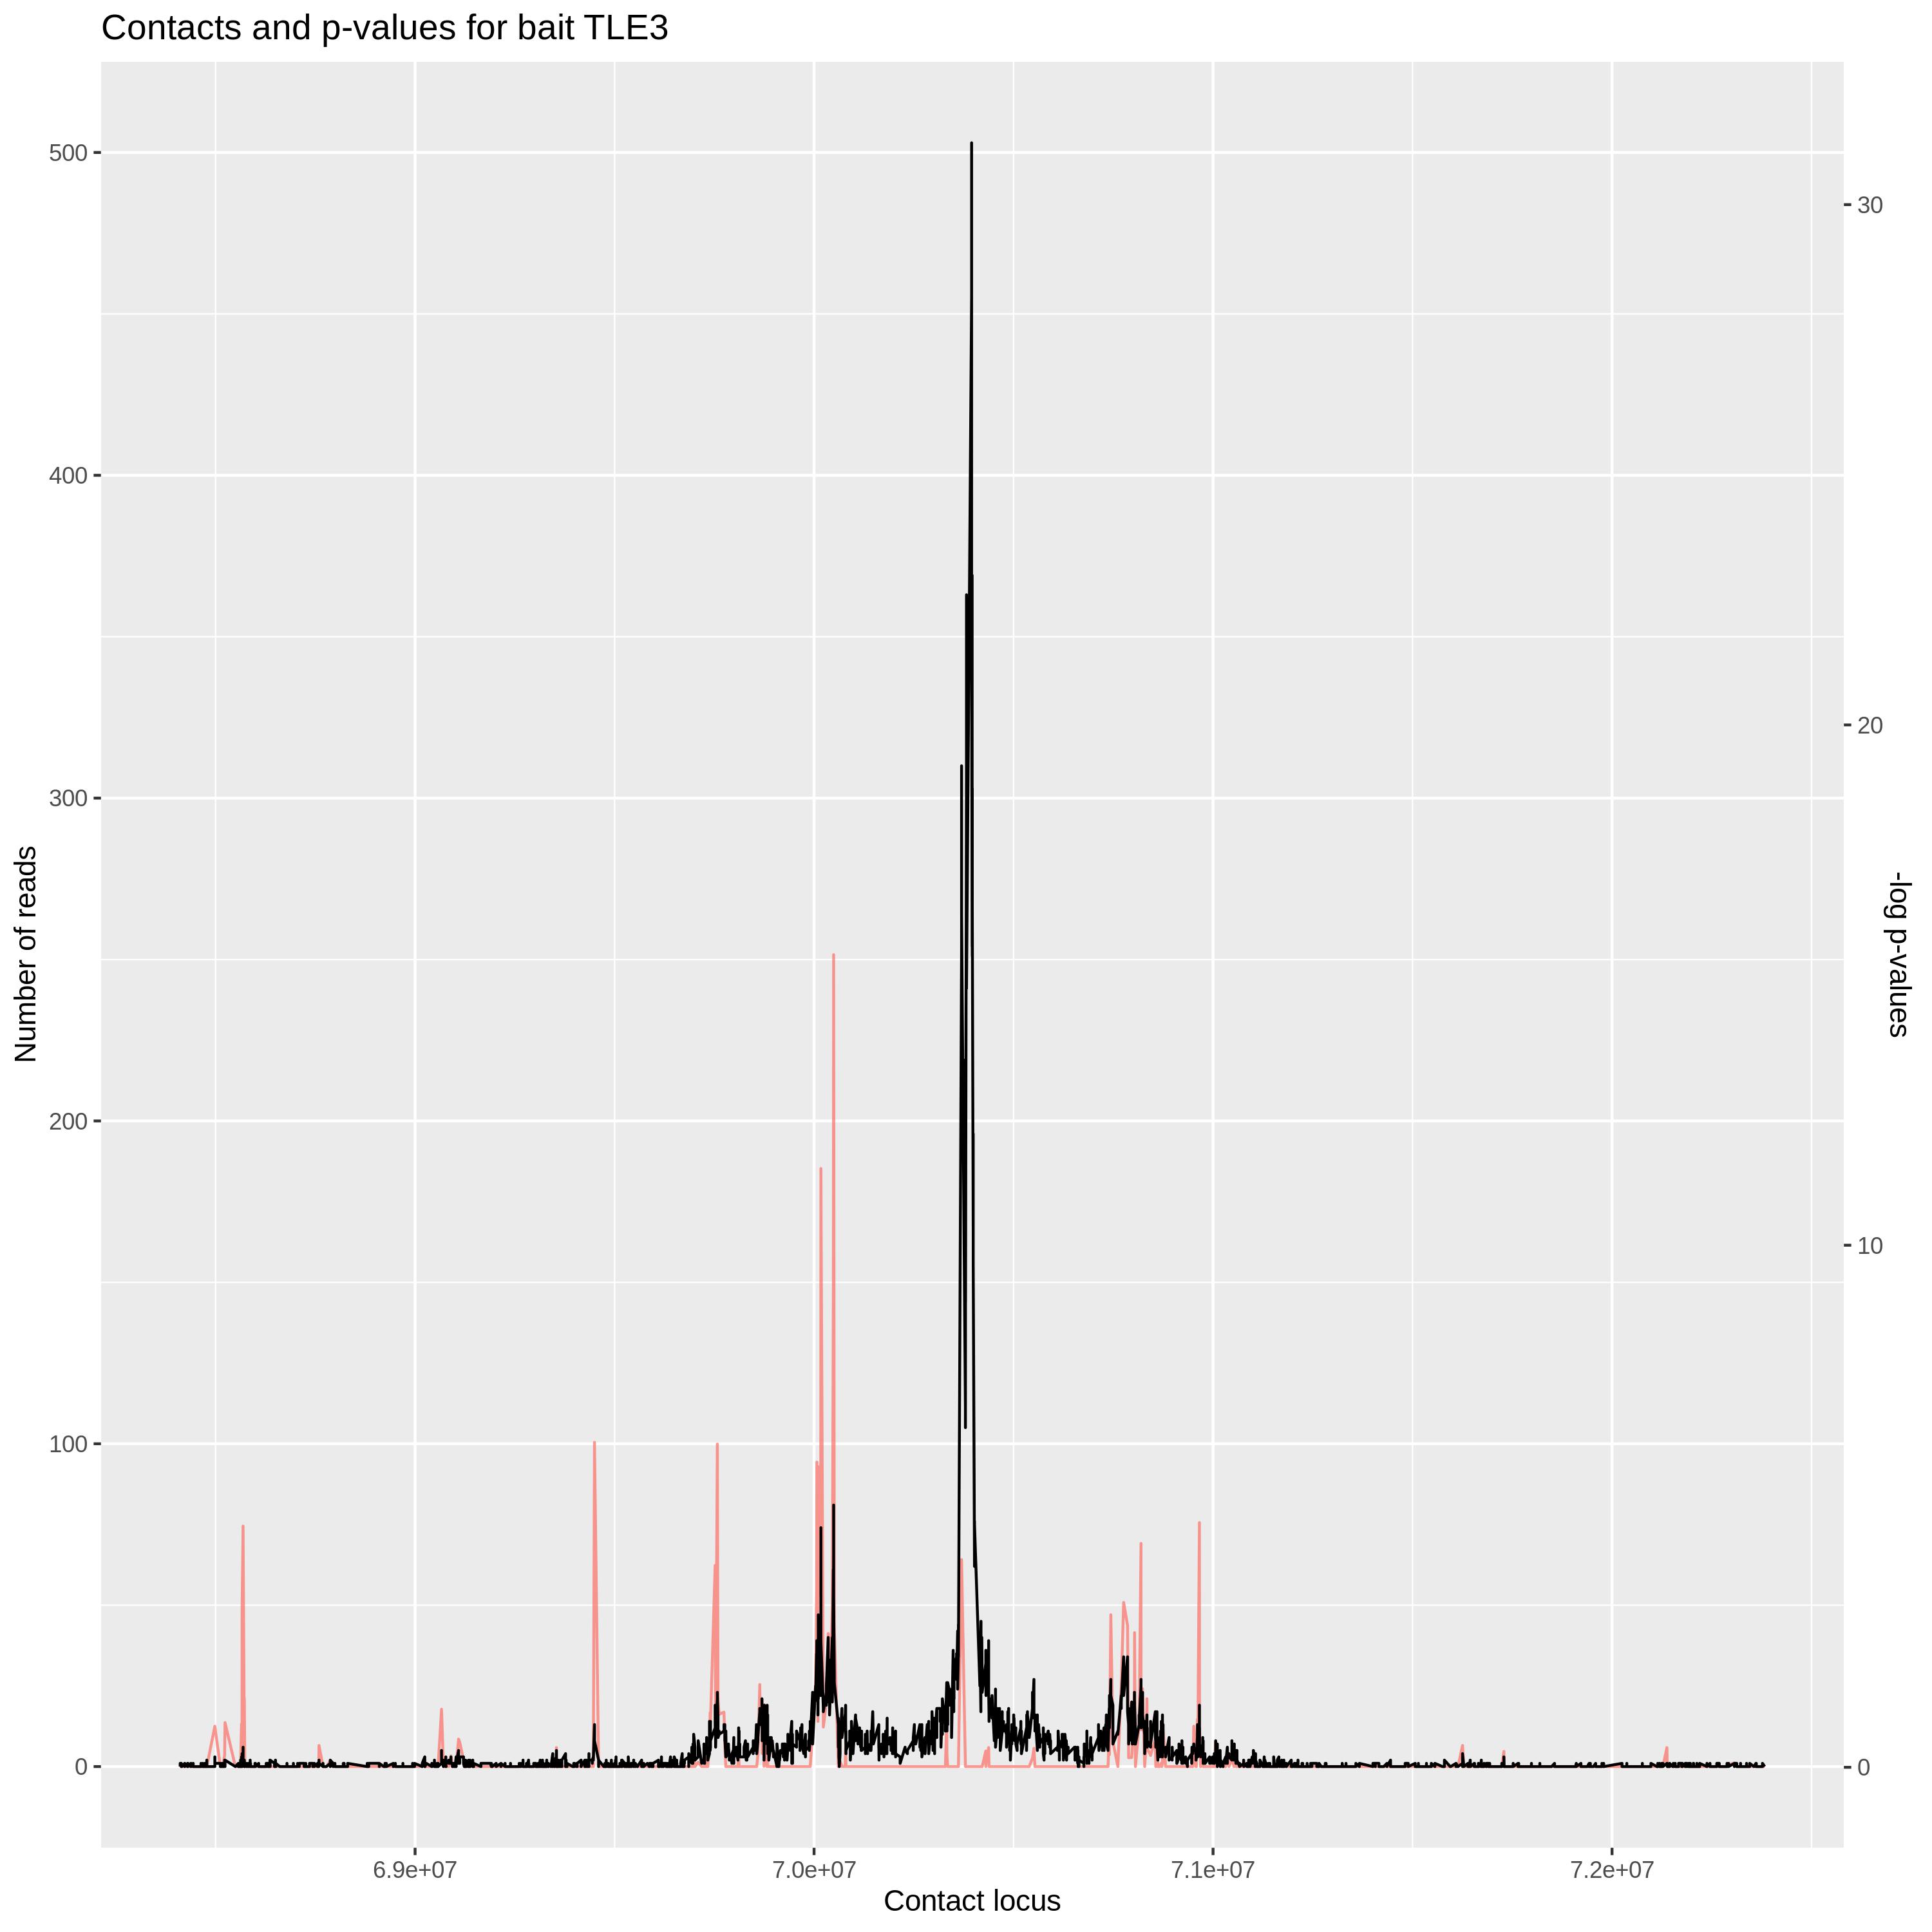 Contacts and p-values for bait TLE3
500
400
300
200
100
0
Number of reads
30
20
10
0
-log p-values
6.9e+07
7.0e+07
7.1e+07
7.2e+07
Contact locus